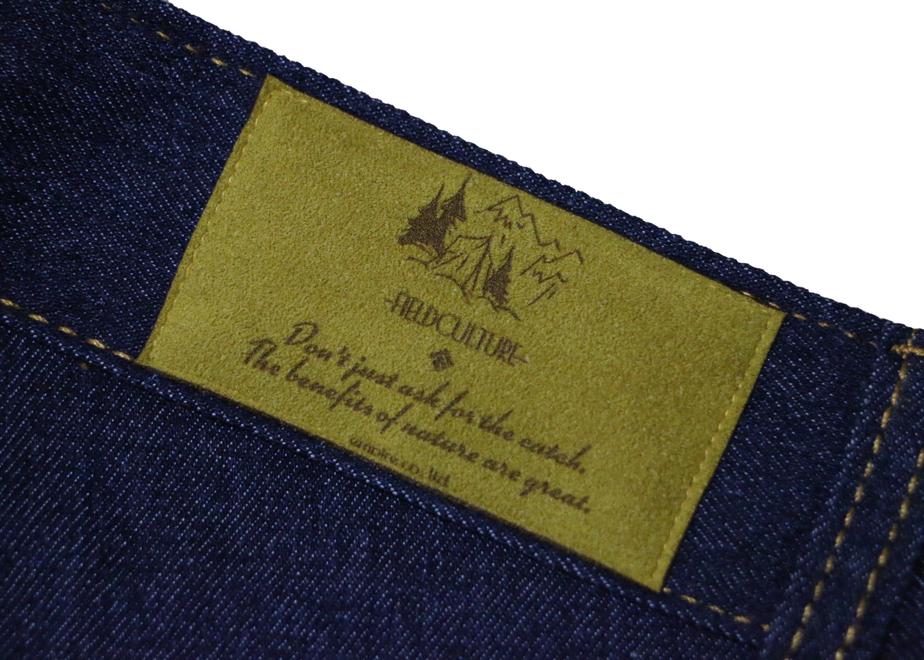 -FIELDCULTURE-
Don't just ask for the catch.
The benefits of nature are great.